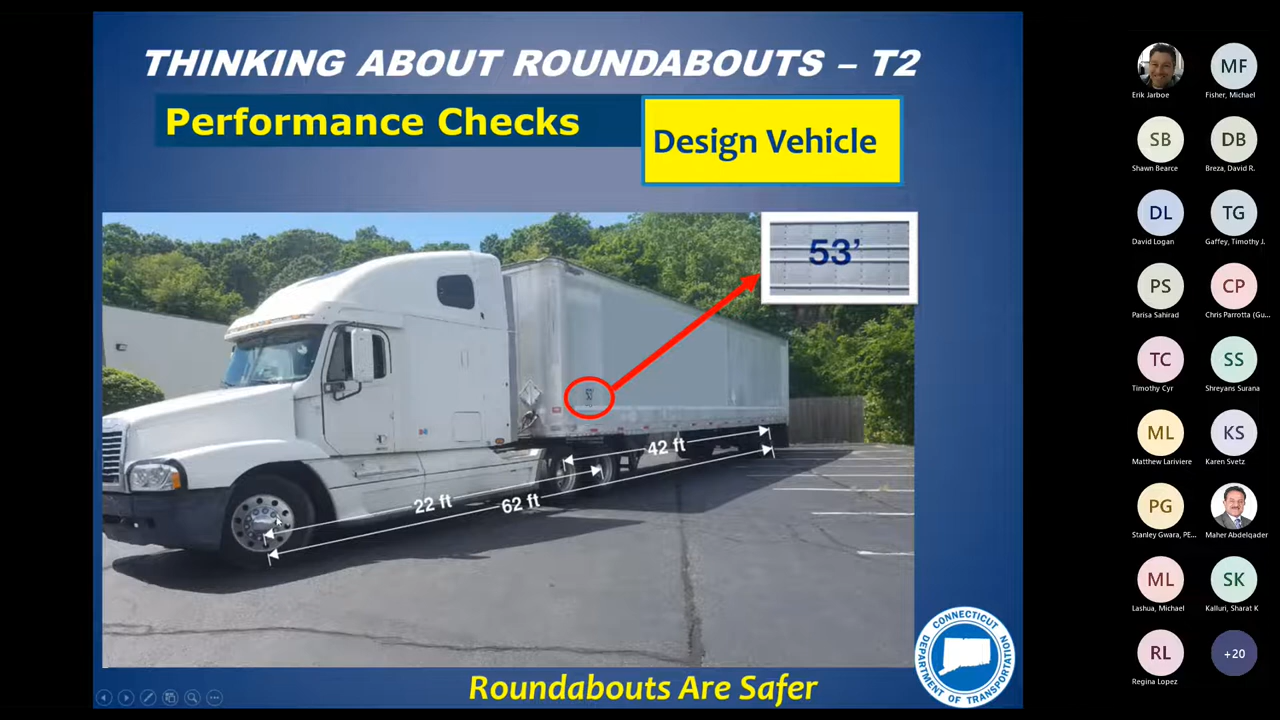 THINKING ABOUT ROUNDABOUTS – T2
Performance Checks
Design Vehicle
53'
53'
42 ft
22 ft
62 ft
CONNECTICUT
DEPARTMENT OF TRANSPORTATION
Roundabouts Are Safer
Erik Jarboe
MF
Fisher, Michael
SB
Shawn Bearce
DB
Breza, David R.
DL
David Logan
TG
Gaffey, Timothy J.
PS
Parisa Sahirad
CP
Chris Parrotta (Gu...
TC
Timothy Cyr
SS
Shreyans Surana
ML
Matthew Lariviere
KS
Karen Svetz
PG
Stanley Gwara, PE...
Maher Abdelqader
ML
Lashua, Michael
SK
Kalluri, Sharat K
RL
Regina Lopez
+20